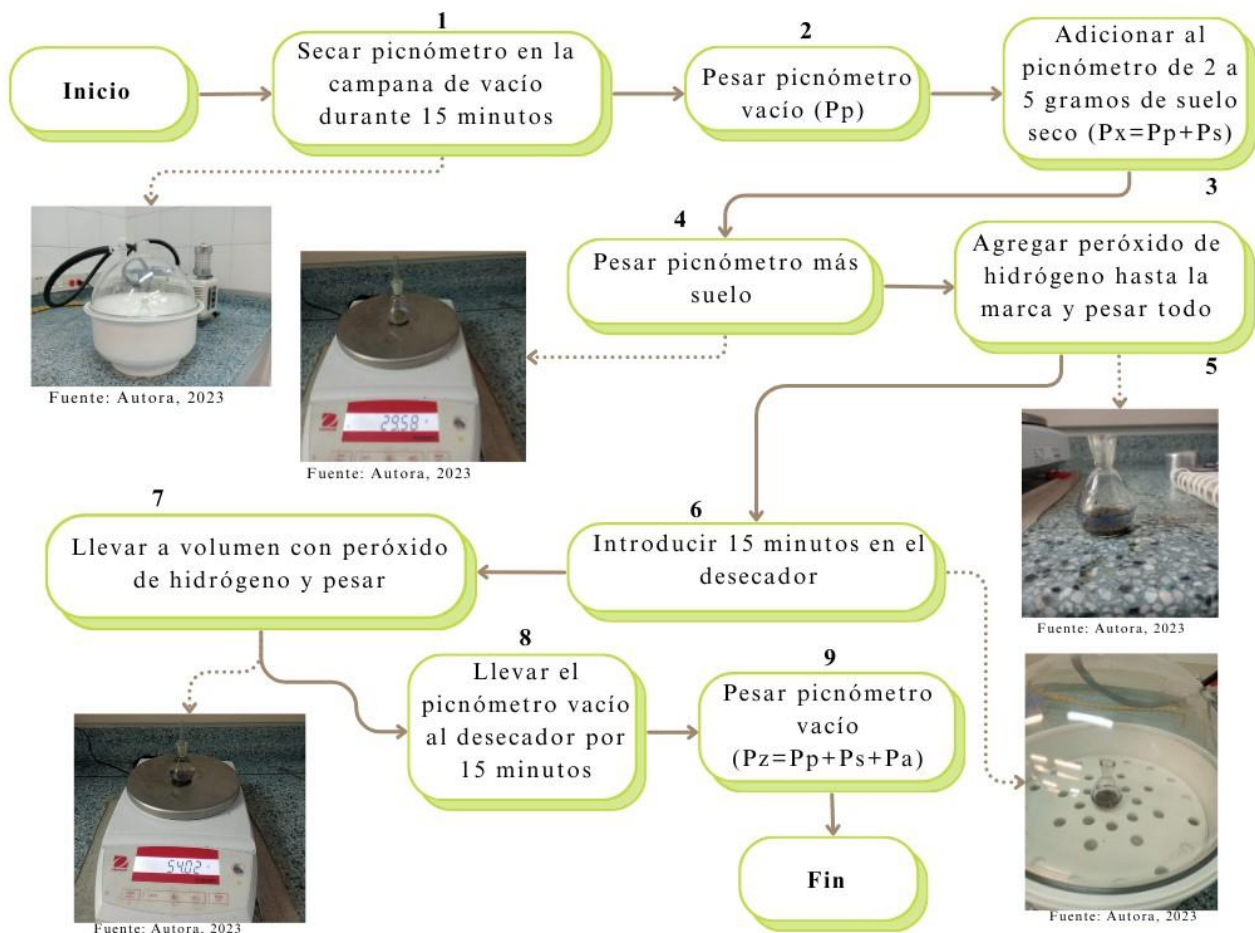 Inicio
1
Secar picnómetro en la
campana de vacío
durante 15 minutos
2
Pesar picnómetro
vacío (Pp)
Adicionar al
picnómetro de 2 a
5 gramos de suelo
seco (Px=Pp+Ps)
3
4
Pesar picnómetro más
suelo
Agregar peróxido de
hidrógeno hasta la
marca y pesar todo
5
Fuente: Autora, 2023
29.58
Fuente: Autora, 2023
Fuente: Autora, 2023
6
Introducir 15 minutos en el
desecador
7
Llevar a volumen con peróxido
de hidrógeno y pesar
8
Llevar el
picnómetro vacío
al desecador por
15 minutos
9
Pesar picnómetro
vacío
(Pz=Pp+Ps+Pa)
54.02
Fuente: Autora, 2023
Fin
Fuente: Autora, 2023